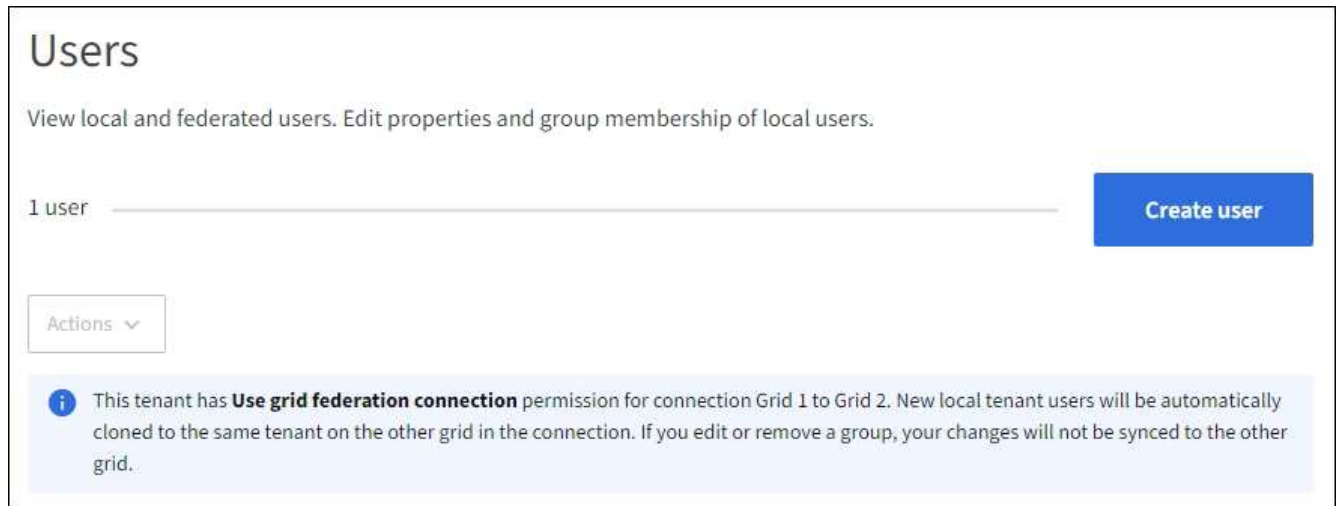 Users
View local and federated users. Edit properties and group membership of local users.
1 user
Create user
Actions
This tenant has Use grid federation connection permission for connection Grid 1 to Grid 2. New local tenant users will be automatically
cloned to the same tenant on the other grid in the connection. If you edit or remove a group, your changes will not be synced to the other
grid.